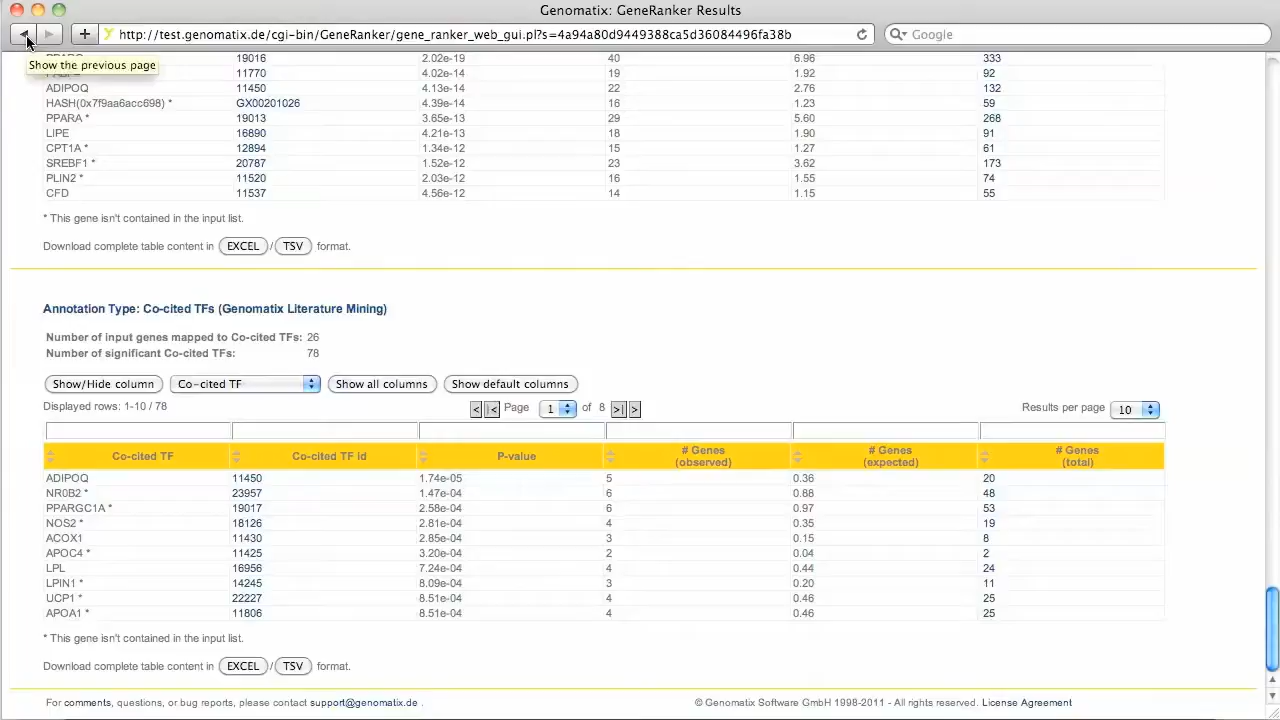 Genomatix: GeneRanker Results
http://test.genomatix.de/cgi-bin/GeneRanker/gene_ranker_web_gui.pl?s=4a94a80d9449388ca5d36084496fa38b Google
Show the previous page
19016 2.02e-19 40 6.96 333
11770 4.02e-14 19 1.92 92
ADIPOQ 11450 4.13e-14 22 2.76 132
HASH(0x7f9aa6acc698) * GX00201026 4.39e-14 16 1.23 59
PPARA * 19013 3.65e-13 29 5.60 268
LIPE 16890 4.21e-13 18 1.90 91
CPT1A * 12894 1.34e-12 15 1.27 61
SREBF1 * 20787 1.52e-12 23 3.62 173
PLIN2 * 11520 2.03e-12 16 1.55 74
CFD 11537 4.56e-12 14 1.15 55
* This gene isn't contained in the input list.
Download complete table content in EXCEL / TSV format.
Annotation Type: Co-cited TFs (Genomatix Literature Mining)
Number of input genes mapped to Co-cited TFs: 26
Number of significant Co-cited TFs: 78
Show/Hide column Co-cited TF Show all columns Show default columns
Displayed rows: 1-10 / 78 < |< Page 1 of 8 >| > Results per page 10
Co-cited TF Co-cited TF id P-value # Genes (observed) # Genes (expected) # Genes (total)
ADIPOQ 11450 1.74e-05 5 0.36 20
NR0B2 * 23957 1.47e-04 6 0.88 48
PPARGC1A * 19017 2.58e-04 6 0.97 53
NOS2 * 18126 2.81e-04 4 0.35 19
ACOX1 11430 2.85e-04 3 0.15 8
APOC4 * 11425 3.20e-04 2 0.04 2
LPL 16956 7.24e-04 4 0.44 24
LPIN1 * 14245 8.09e-04 3 0.20 11
UCP1 * 22227 8.51e-04 4 0.46 25
APOA1 * 11806 8.51e-04 4 0.46 25
* This gene isn't contained in the input list.
Download complete table content in EXCEL / TSV format.
For comments, questions, or bug reports, please contact support@genomatix.de . © Genomatix Software GmbH 1998-2011 - All rights reserved. License Agreement